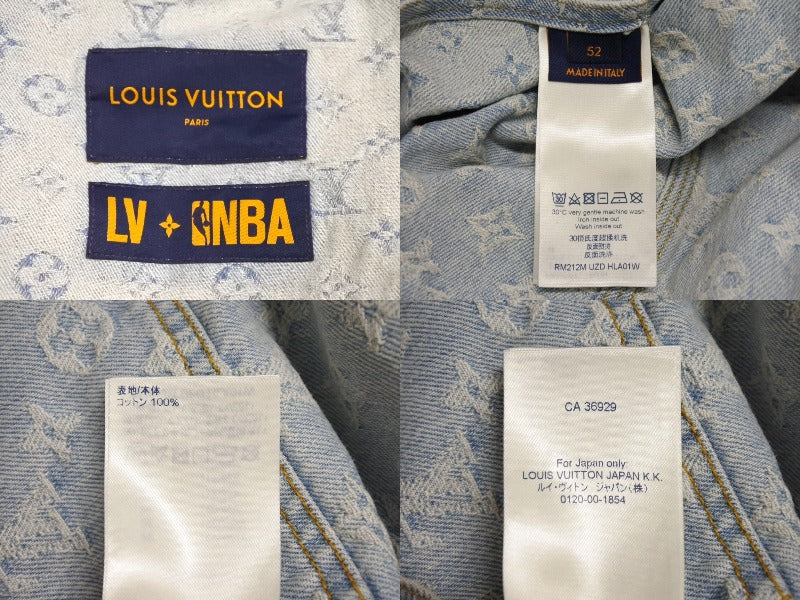 LOUIS VUITTON
PARIS
LV NBA
52
MADE IN ITALY
30°C very gentle machine wash
Iron inside out
Wash inside out
30摄氏度超揉机洗
反面熨烫
反面洗涤
RM212M UZD HLA01W
表地/本体
コットン 100%
CA 36929
For Japan only:
LOUIS VUITTON JAPAN K.K.
ルイ・ヴィトン ジャパン(株)
0120-00-1854